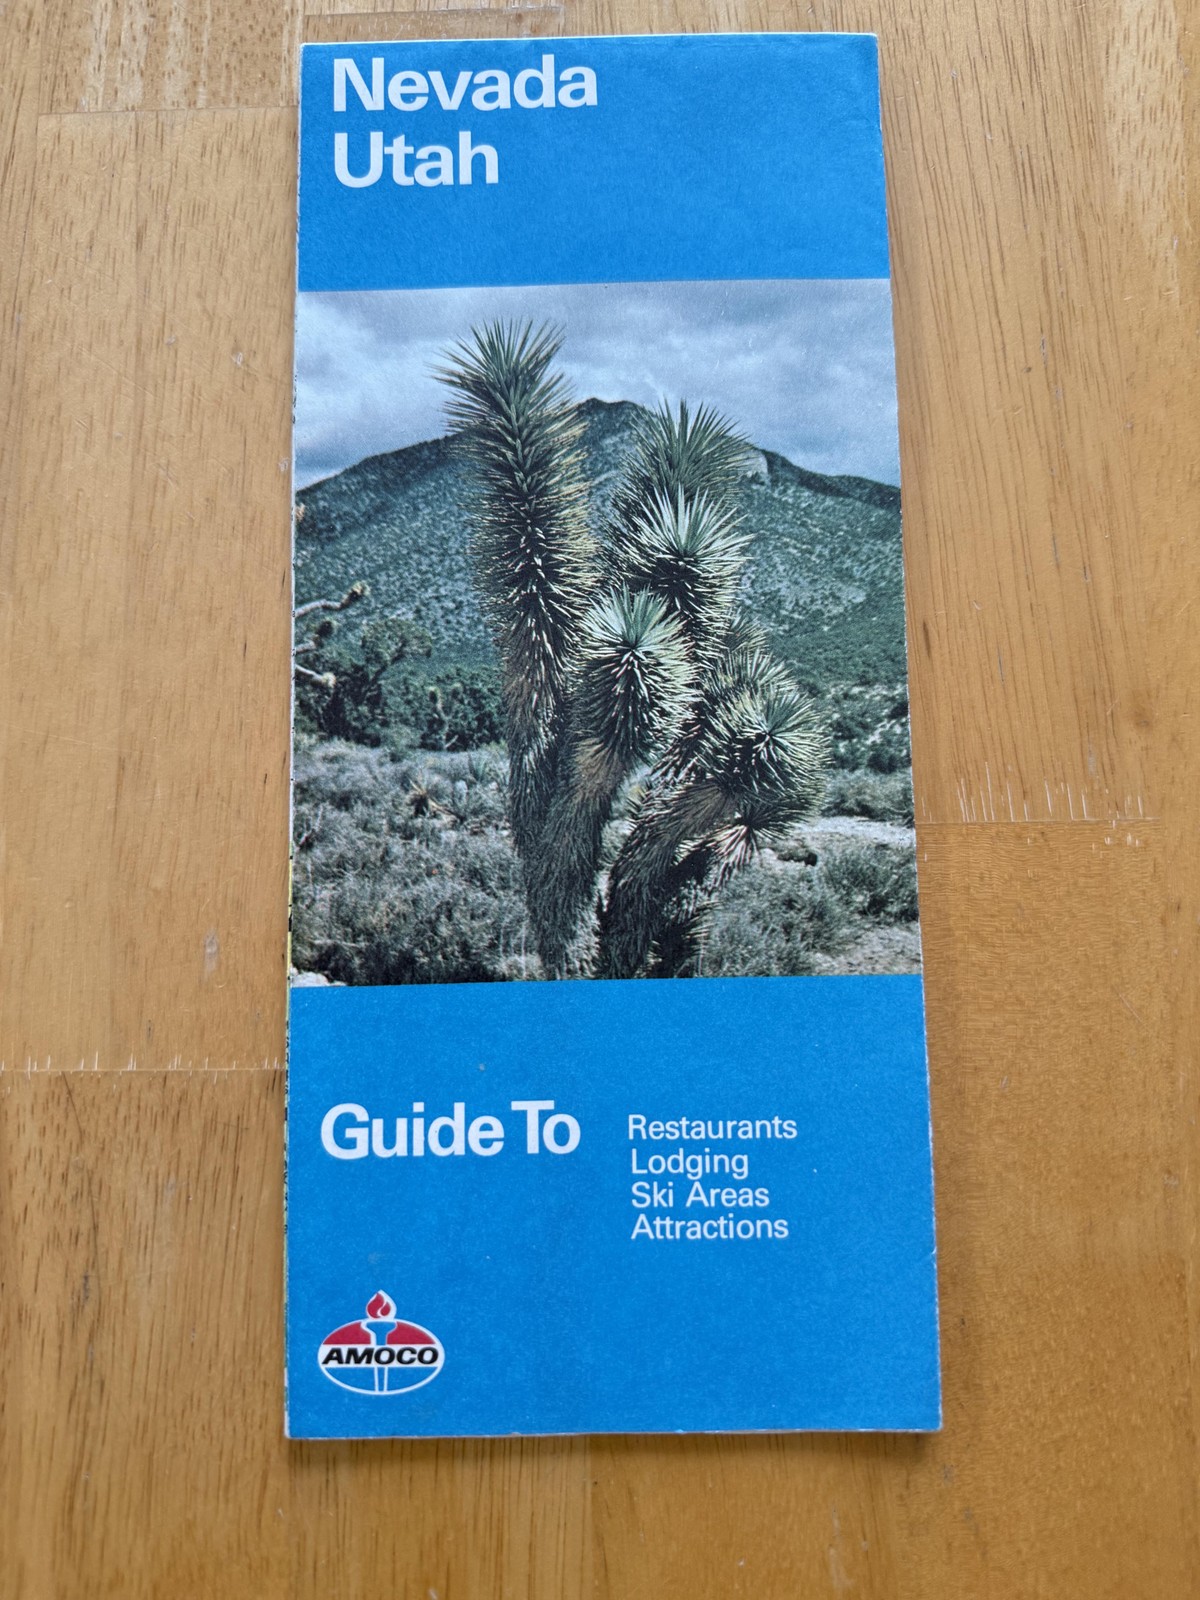 Nevada
Utah
Guide To
Restaurants
Lodging
Ski Areas
Attractions
AMOCO